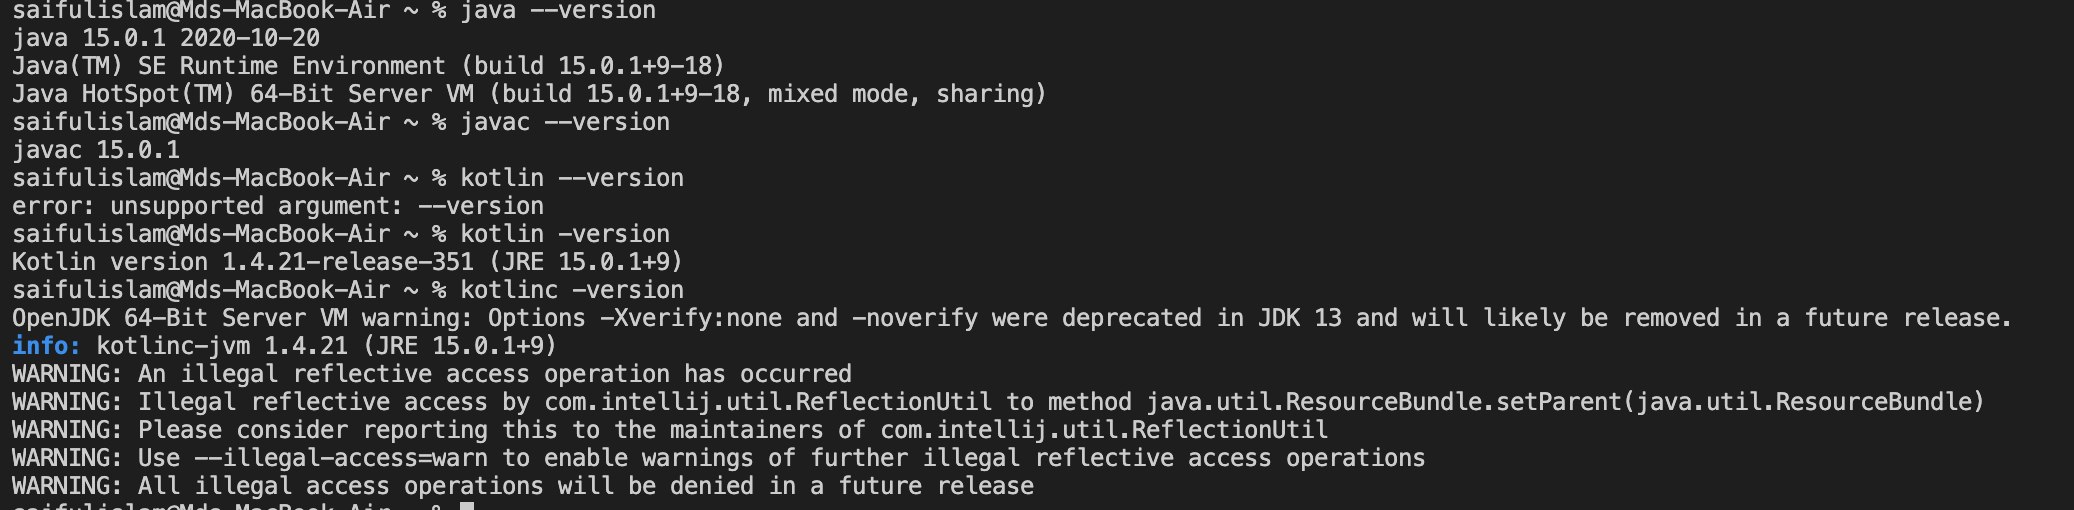 saifulislam@Mds-MacBook-Air ~ % java --version
java 15.0.1 2020-10-20
Java(TM) SE Runtime Environment (build 15.0.1+9-18)
Java HotSpot(TM) 64-Bit Server VM (build 15.0.1+9-18, mixed mode, sharing)
saifulislam@Mds-MacBook-Air ~ % javac --version
javac 15.0.1
saifulislam@Mds-MacBook-Air ~ % kotlin --version
error: unsupported argument: --version
saifulislam@Mds-MacBook-Air ~ % kotlin -version
Kotlin version 1.4.21-release-351 (JRE 15.0.1+9)
saifulislam@Mds-MacBook-Air ~ % kotlinc -version
OpenJDK 64-Bit Server VM warning: Options -Xverify:none and -noverify were deprecated in JDK 13 and will likely be removed in a future release.
info: kotlinc-jvm 1.4.21 (JRE 15.0.1+9)
WARNING: An illegal reflective access operation has occurred
WARNING: Illegal reflective access by com.intellij.util.ReflectionUtil to method java.util.ResourceBundle.setParent(java.util.ResourceBundle)
WARNING: Please consider reporting this to the maintainers of com.intellij.util.ReflectionUtil
WARNING: Use --illegal-access=warn to enable warnings of further illegal reflective access operations
WARNING: All illegal access operations will be denied in a future release
saifulislam@Mds-MacBook-Air ~ %